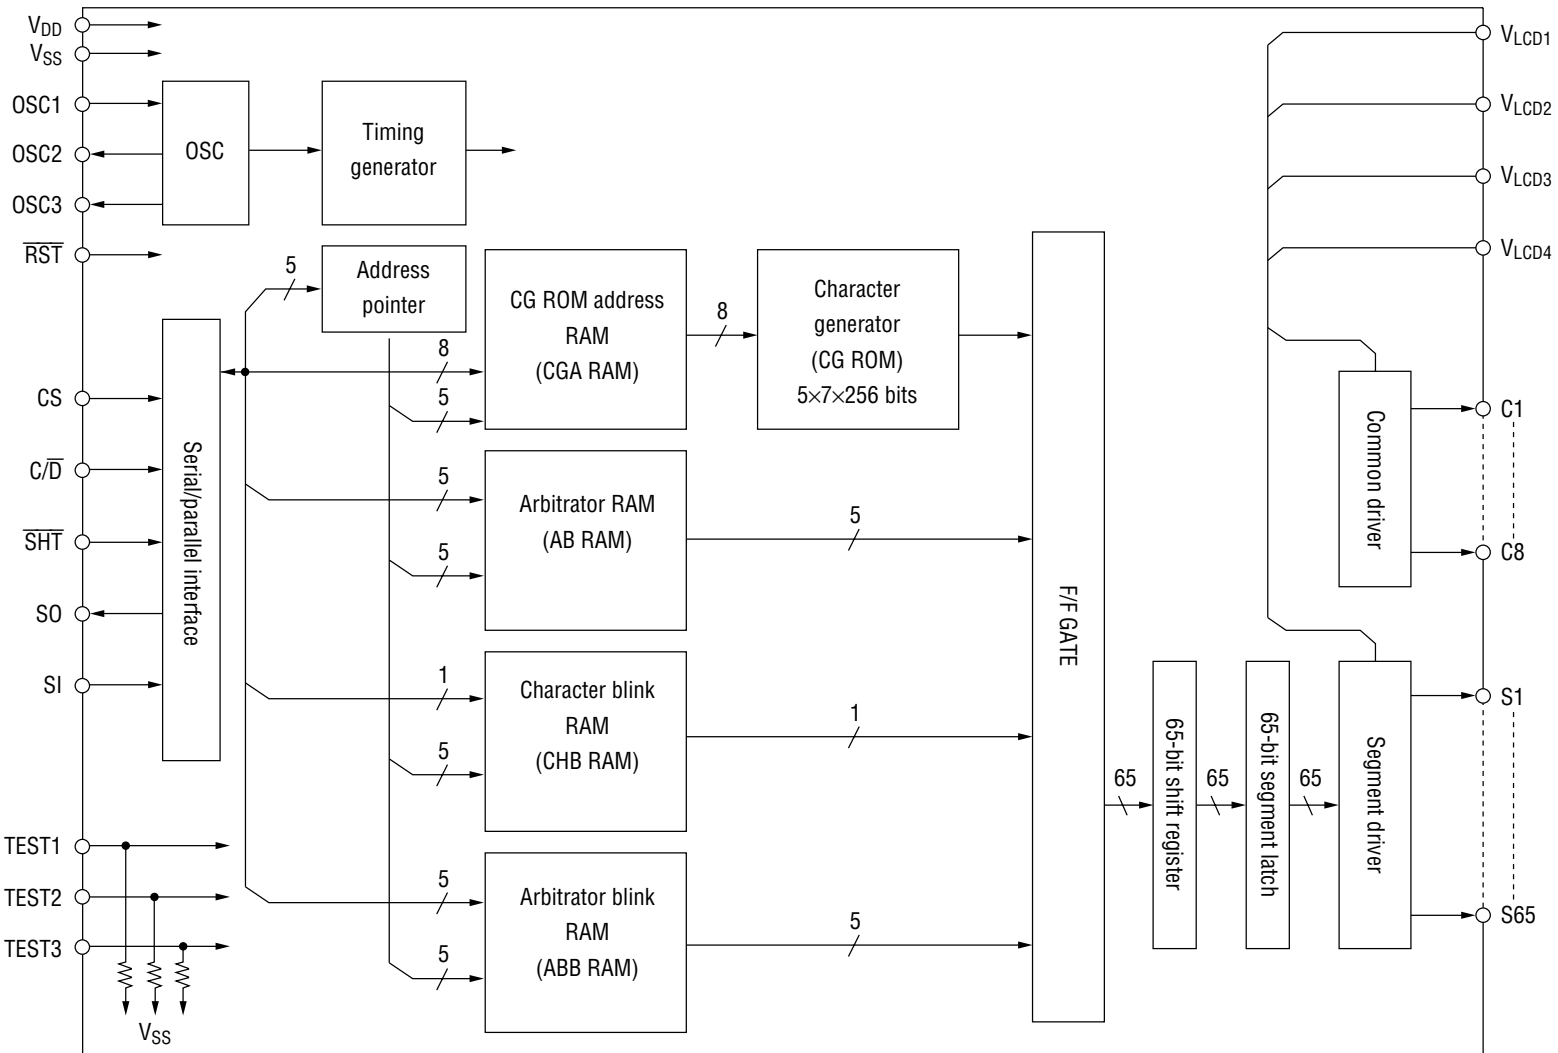 VDD
VSS
OSC1
OSC2
OSC3
RST
CS
C/D
SHT
SO
SI
TEST1
TEST2
TEST3
VSS
OSC
Timing
generator
Serial/parallel interface
5
Address
pointer
8
5
CG ROM address
RAM
(CGA RAM)
8
Character
generator
(CG ROM)
5×7×256 bits
5
5
Arbitrator RAM
(AB RAM)
5
1
5
Character blink
RAM
(CHB RAM)
1
5
5
Arbitrator blink
RAM
(ABB RAM)
5
F/F GATE
65
65-bit shift register
65
65-bit segment latch
65
Common driver
Segment driver
VLCD1
VLCD2
VLCD3
VLCD4
C1
C8
S1
S65